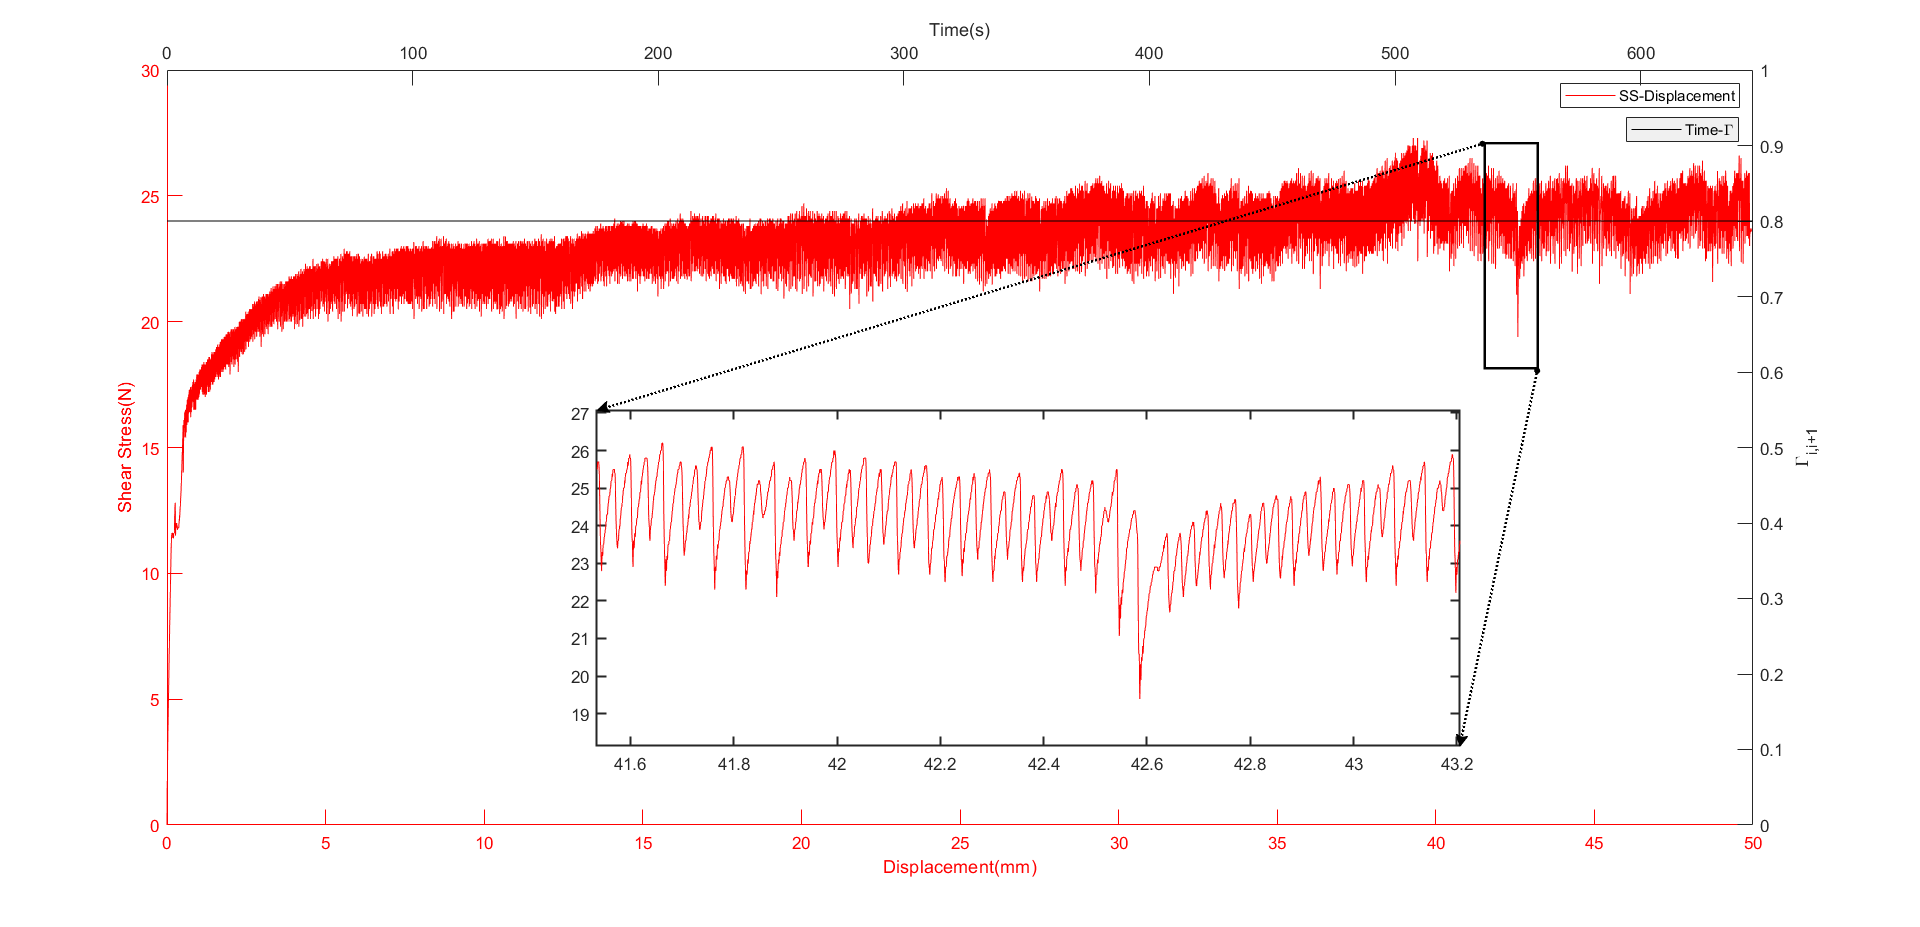 Time(s)
0 100 200 300 400 500 600
30 25 20 15 10 5 0
Shear Stress(N)
SS-Displacement
Time-Γ
1 0.9 0.8 0.7 0.6 0.5 0.4 0.3 0.2 0.1 0
Γ i,i+1
27 26 25 24 23 22 21 20 19
41.6 41.8 42 42.2 42.4 42.6 42.8 43 43.2
0 5 10 15 20 25 30 35 40 45 50
Displacement(mm)